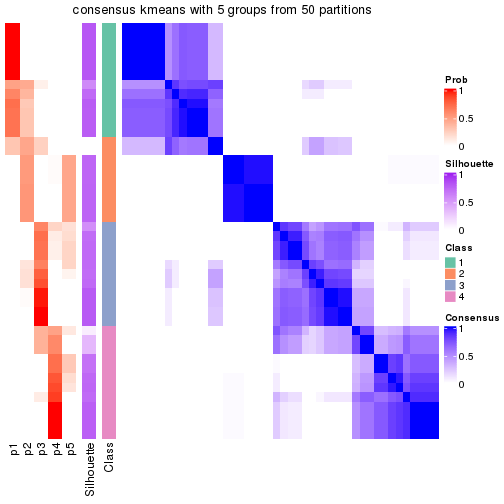 consensus kmeans with 5 groups from 50 partitions
Prob
1
0.5
0
Silhouette
1
0.5
0
Class
1
2
3
4
Consensus
1
0.5
0
p1
p2
p3
p4
p5
Silhouette
Class